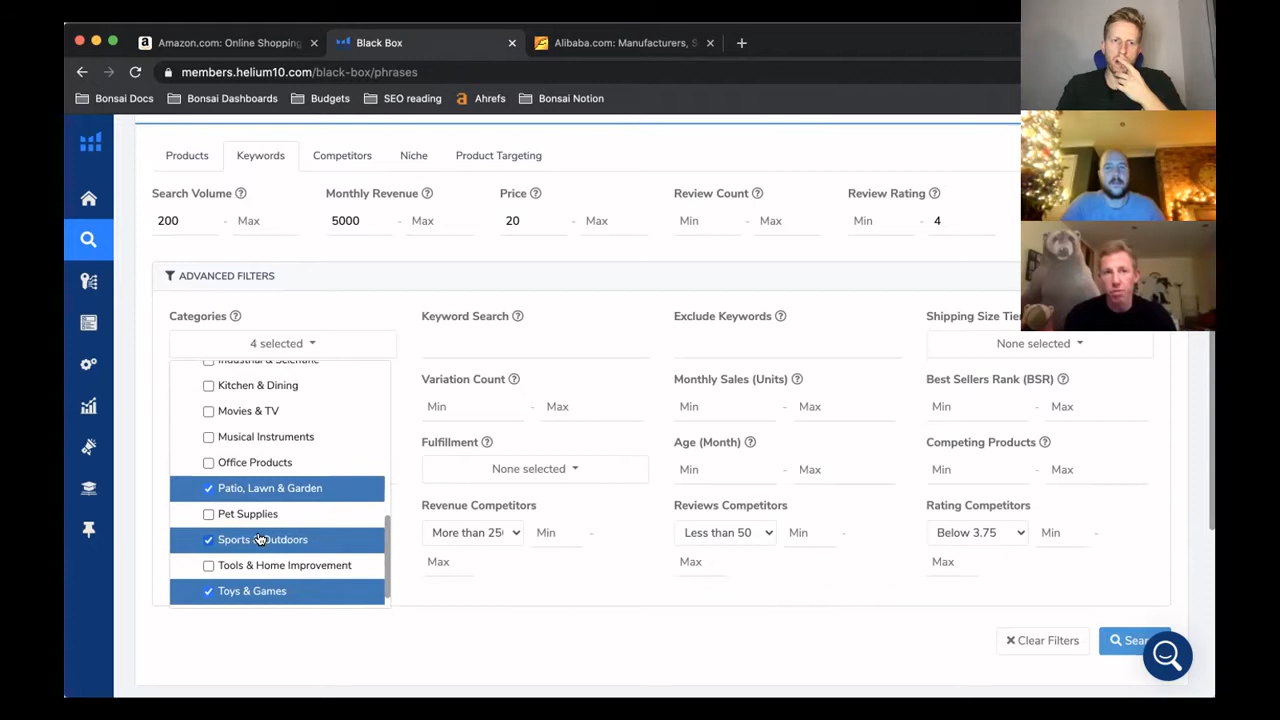 Amazon.com: Online Shopping
Black Box
Alibaba.com: Manufacturers, S
members.helium10.com/black-box/phrases
Bonsai Docs
Bonsai Dashboards
Budgets
SEO reading
Ahrefs
Bonsai Notion
Products
Keywords
Competitors
Niche
Product Targeting
Search Volume
Monthly Revenue
Price
Review Count
Review Rating
200 - Max
5000 - Max
20 - Max
Min - Max
Min - 4
ADVANCED FILTERS
Categories
Keyword Search
Exclude Keywords
Shipping Size Tier
4 selected
None selected
Industrial & Scientific
Kitchen & Dining
Movies & TV
Musical Instruments
Office Products
Patio, Lawn & Garden
Pet Supplies
Sports & Outdoors
Tools & Home Improvement
Toys & Games
Variation Count
Monthly Sales (Units)
Best Sellers Rank (BSR)
Min - Max
Min - Max
Min - Max
Fulfillment
Age (Month)
Competing Products
None selected
Min - Max
Min - Max
Revenue Competitors
Reviews Competitors
Rating Competitors
More than 25 Min -
Less than 50 Min -
Below 3.75 Min -
Max
Max
Max
Clear Filters
Sear